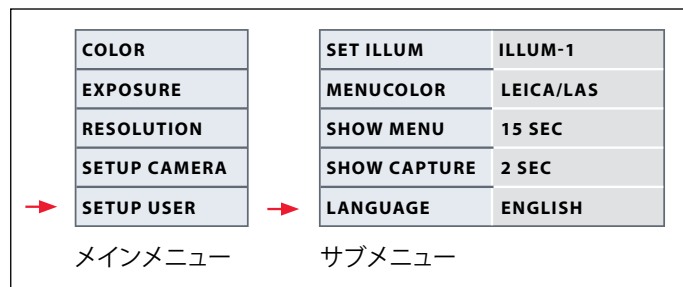 COLOR
EXPOSURE
RESOLUTION
SETUP CAMERA
SETUP USER
メインメニュー
SET ILLUM ILLUM-1
MENUCOLOR LEICA/LAS
SHOW MENU 15 SEC
SHOW CAPTURE 2 SEC
LANGUAGE ENGLISH
サブメニュー